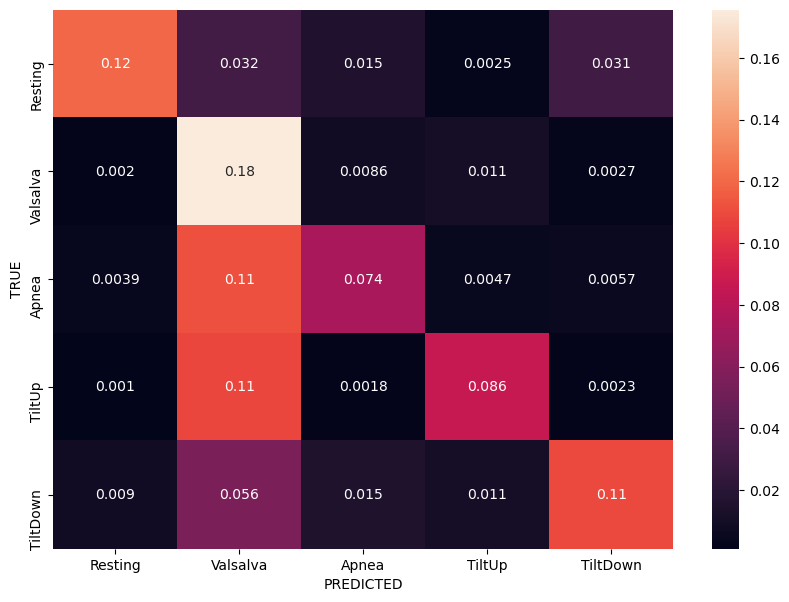 0.12 0.032 0.015 0.0025 0.031
0.002 0.18 0.0086 0.011 0.0027
0.0039 0.11 0.074 0.0047 0.0057
0.001 0.11 0.0018 0.086 0.0023
0.009 0.056 0.015 0.011 0.11
Resting
Valsalva
Apnea
TiltUp
TiltDown
TRUE
Resting Valsalva Apnea TiltUp TiltDown
PREDICTED
0.16
0.14
0.12
0.10
0.08
0.06
0.04
0.02